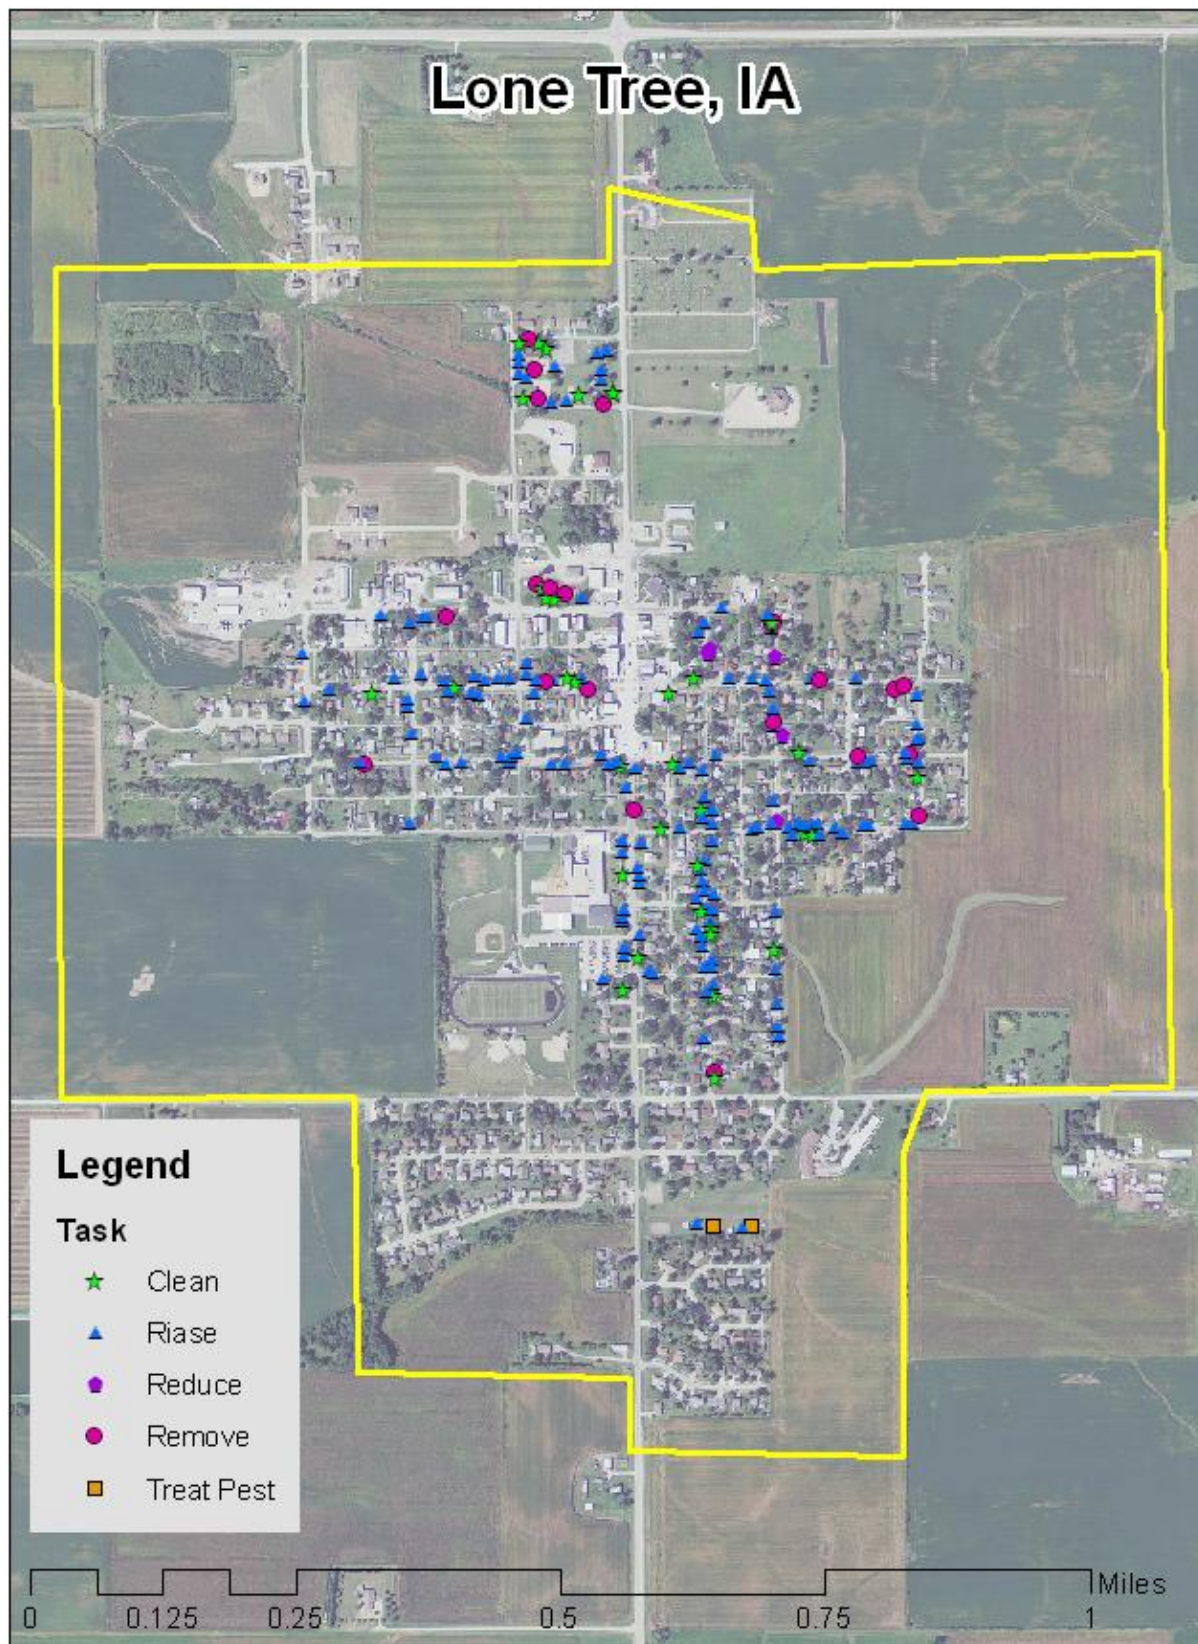 Lone Tree, IA
Legend
Task
Clean
Riase
Reduce
Remove
Treat Pest
Miles
0 0.125 0.25 0.5 0.75 1